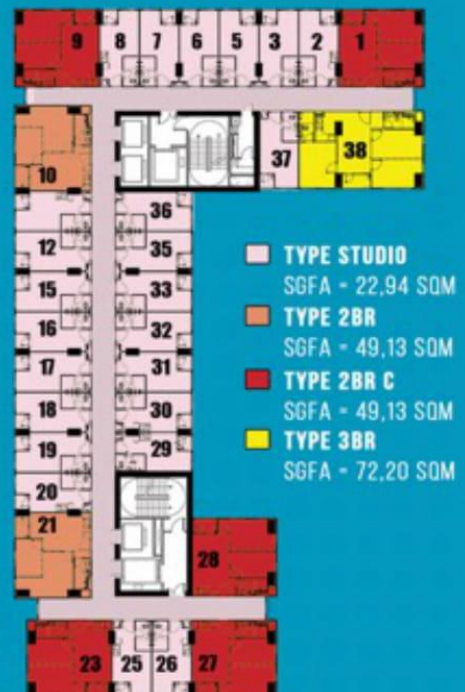 9 8 7 6 5 3 2 1
10
37 38
36
12
35
15 33
16 32
17 31
18 30
19 29
20
21
28
23 25 26 27
TYPE STUDIO
SGFA = 22,94 SQM
TYPE 2BR
SGFA = 49,13 SQM
TYPE 2BR C
SGFA = 49,13 SQM
TYPE 3BR
SGFA = 72,20 SQM